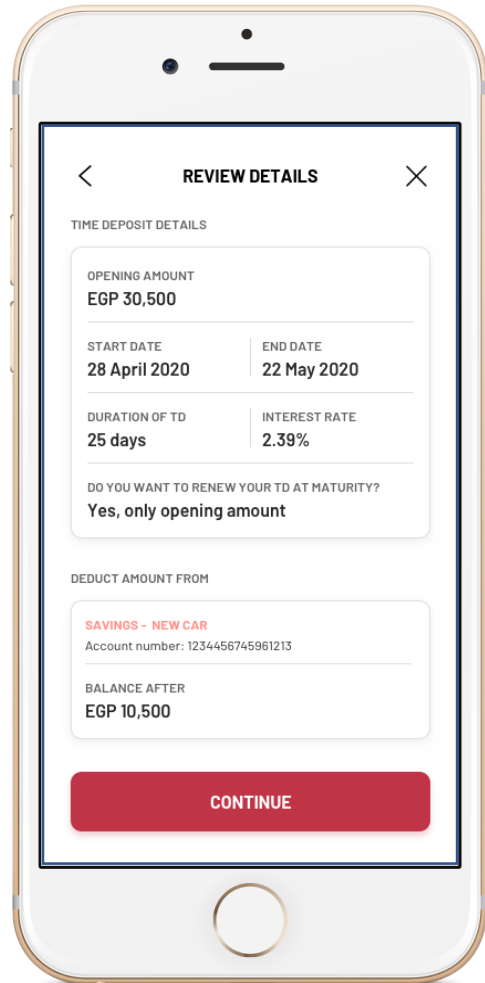 REVIEW DETAILS
TIME DEPOSIT DETAILS
OPENING AMOUNT
EGP 30,500
START DATE
28 April 2020
END DATE
22 May 2020
DURATION OF TD
25 days
INTEREST RATE
2.39%
DO YOU WANT TO RENEW YOUR TD AT MATURITY?
Yes, only opening amount
DEDUCT AMOUNT FROM
SAVINGS - NEW CAR
Account number: 1234456745961213
BALANCE AFTER
EGP 10,500
CONTINUE